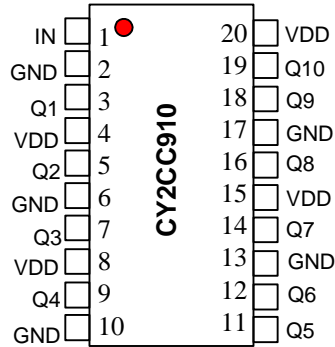 IN 1 20 VDD
GND 2 19 Q10
Q1 3 18 Q9
VDD 4 17 GND
Q2 5 16 Q8
GND 6 15 VDD
Q3 7 14 Q7
VDD 8 13 GND
Q4 9 12 Q6
GND 10 11 Q5
CY2CC910